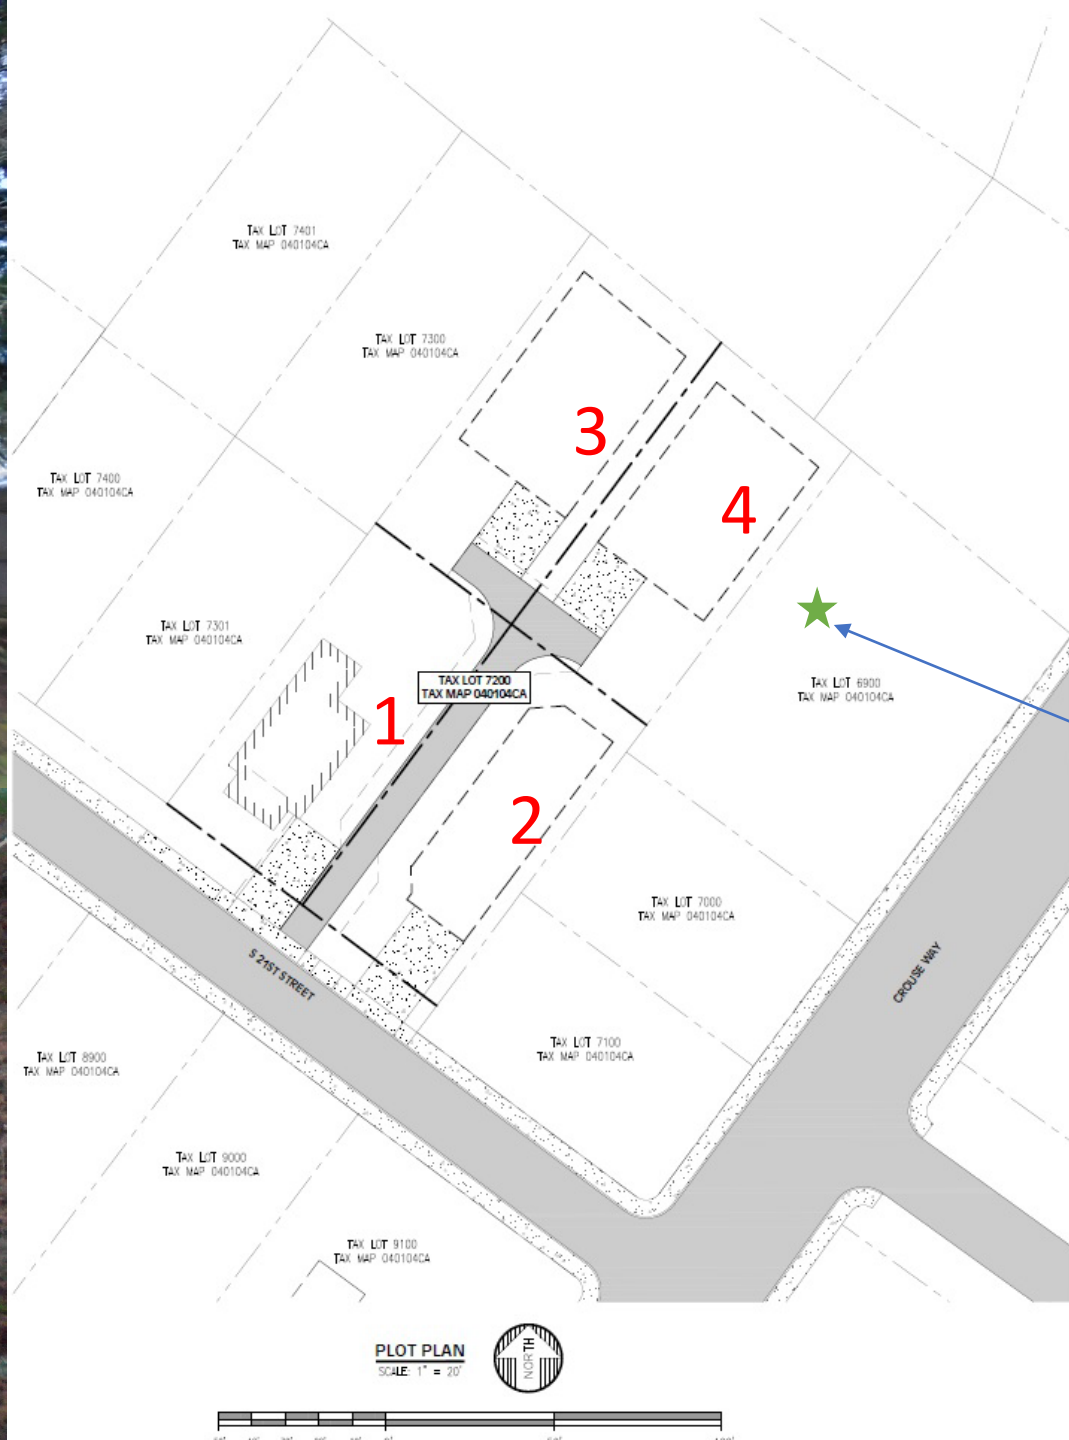 TAX LOT 7401
TAX MAP 040104CA
TAX LOT 7300
TAX MAP 040104CA
3
4
TAX LOT 7400
TAX MAP 040104CA
TAX LOT 7301
TAX MAP 040104CA
TAX LOT 7200
TAX MAP 040104CA
TAX LOT 6900
TAX MAP 040104CA
1
2
TAX LOT 7000
TAX MAP 040104CA
S 21ST STREET
CROUSE WAY
TAX LOT 7100
TAX MAP 040104CA
TAX LOT 8900
TAX MAP 040104CA
TAX LOT 9000
TAX MAP 040104CA
TAX LOT 9100
TAX MAP 040104CA
PLOT PLAN
SCALE: 1" = 20'
NORTH